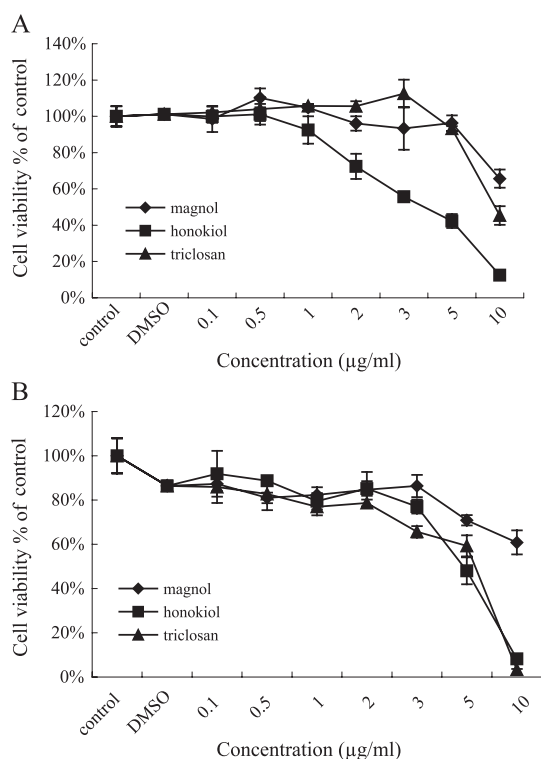 A
Cell viability % of control
140%
120%
100%
80%
60%
40%
20%
0%
magnol
honokiol
triclosan
control
DMSO
0.1
0.5
1
2
3
5
10
Concentration (µg/ml)
B
Cell viability % of control
120%
100%
80%
60%
40%
20%
0%
magnol
honokiol
triclosan
control
DMSO
0.1
0.5
1
2
3
5
10
Concentration (µg/ml)